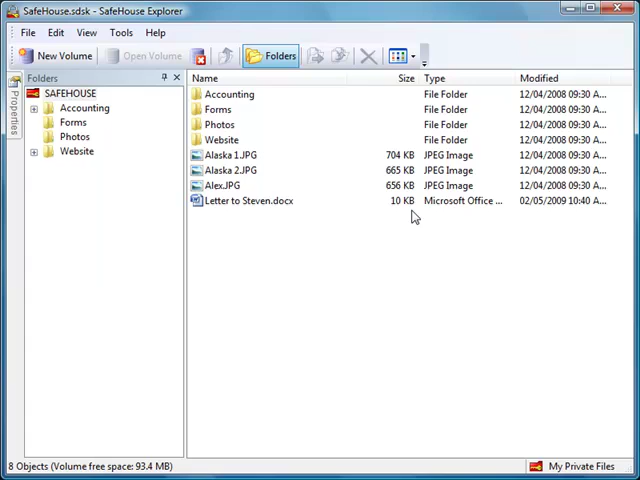 SafeHouse.sdsk - SafeHouse Explorer
File Edit View Tools Help
New Volume Open Volume Folders
Properties
Folders
SAFEHOUSE
Accounting
Forms
Photos
Website
Name Size Type Modified
Accounting File Folder 12/04/2008 09:30 A...
Forms File Folder 12/04/2008 09:30 A...
Photos File Folder 12/04/2008 09:30 A...
Website File Folder 12/04/2008 09:30 A...
Alaska 1.JPG 704 KB JPEG Image 12/04/2008 09:30 A...
Alaska 2.JPG 665 KB JPEG Image 12/04/2008 09:30 A...
Alex.JPG 656 KB JPEG Image 12/04/2008 09:30 A...
Letter to Steven.docx 10 KB Microsoft Office ... 02/05/2009 10:40 A...
8 Objects (Volume free space: 93.4 MB) My Private Files